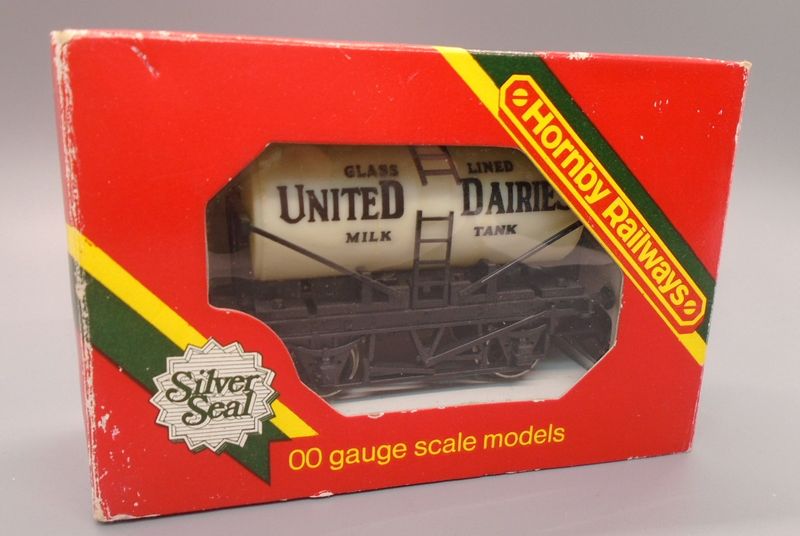 Hornby Railways
GLASS LINED
UNITED DAIRIES
MILK TANK
Silver
Seal
00 gauge scale models